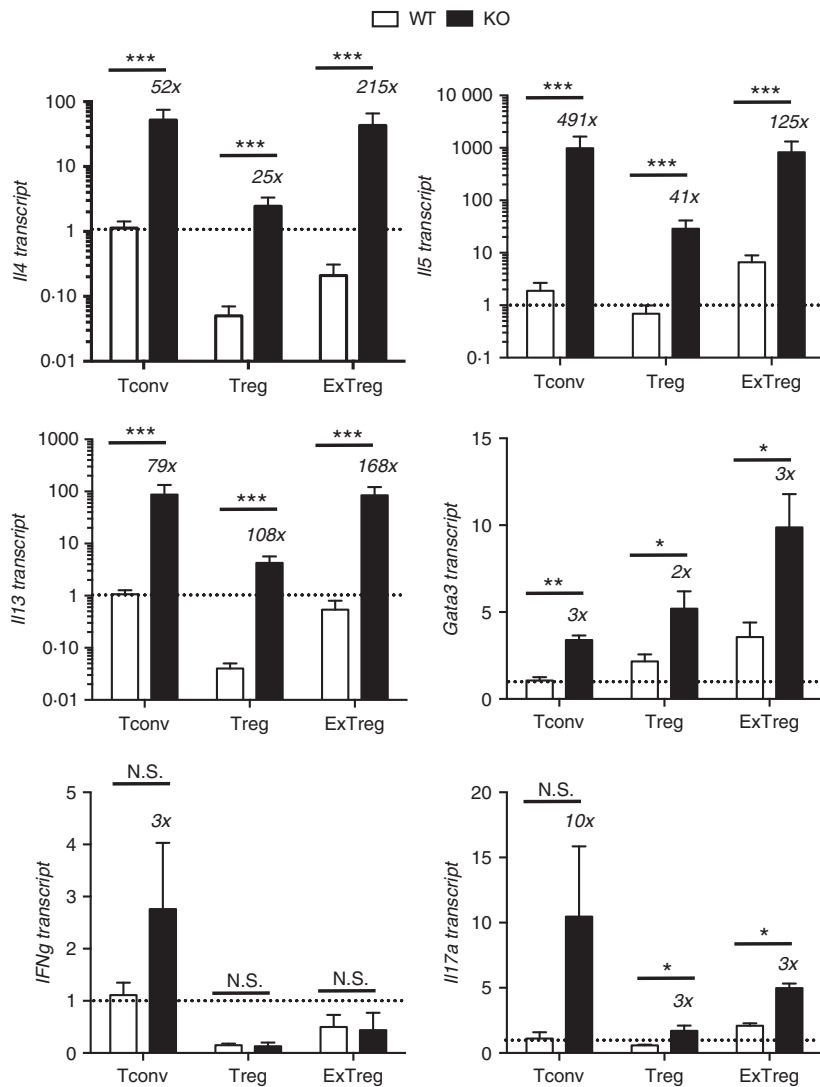 WT KO
***
52x
***
25x
***
215x
100
10
1
0·10
0·01
Il4 transcript
Tconv Treg ExTreg
***
491x
***
41x
***
125x
10 000
1000
100
10
1
0·1
Il5 transcript
Tconv Treg ExTreg
***
79x
***
108x
***
168x
1000
100
10
1
0·10
0·01
Il13 transcript
Tconv Treg ExTreg
**
3x
*
2x
*
3x
15
10
5
0
Gata3 transcript
Tconv Treg ExTreg
N.S.
3x
N.S.
N.S.
5
4
3
2
1
0
IFNg transcript
Tconv Treg ExTreg
N.S.
10x
*
3x
*
3x
20
15
10
5
0
Il17a transcript
Tconv Treg ExTreg